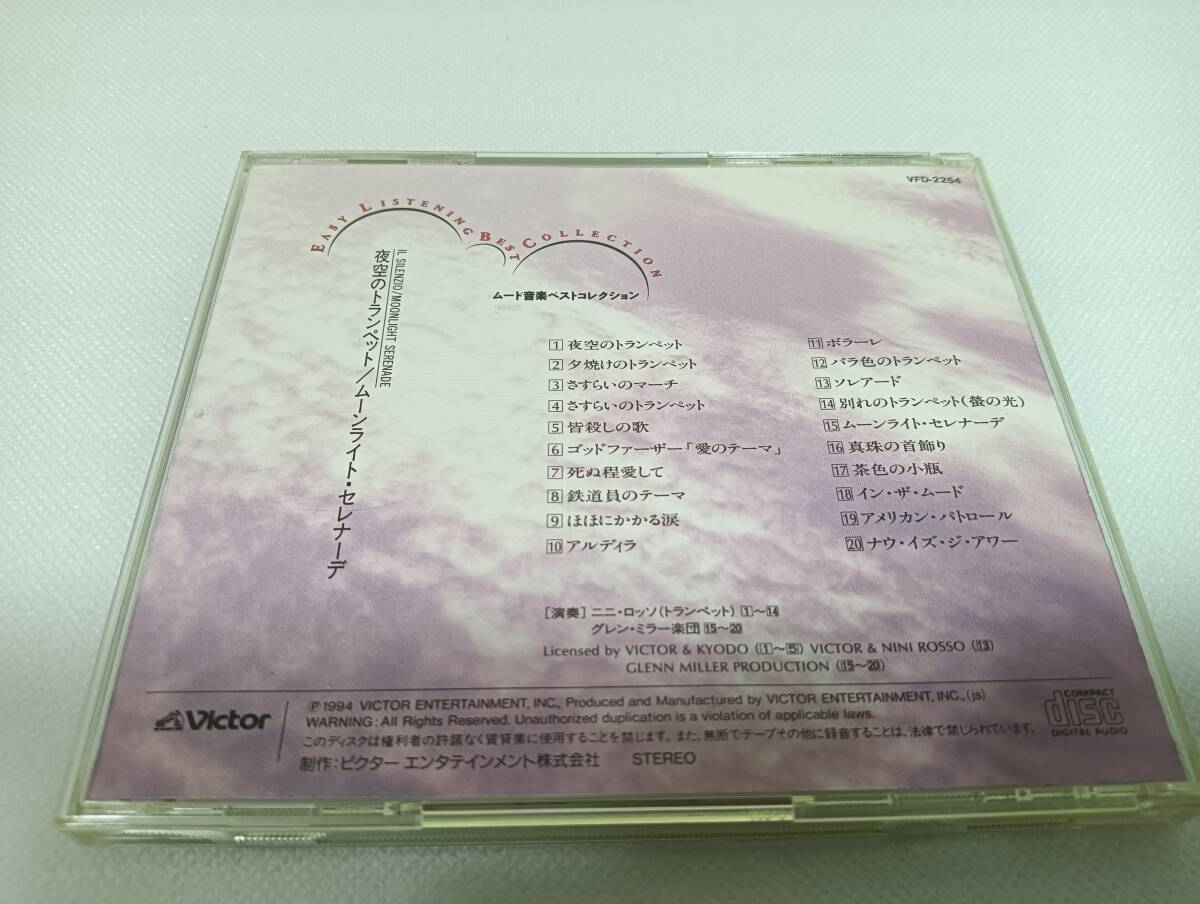 VFD-2254
EASY LISTENING BEST COLLECTION
ムード音楽ベストコレクション
IL SILENZIO/MOONLIGHT SERENADE
夜空のトランペット/ムーンライト・セレナーデ
1 夜空のトランペット
2 夕焼けのトランペット
3 さすらいのマーチ
4 さすらいのトランペット
5 皆殺しの歌
6 ゴッドファーザー「愛のテーマ」
7 死ぬ程愛して
8 鉄道員のテーマ
9 ほほにかかる涙
10 アルディラ
11 ボラーレ
12 バラ色のトランペット
13 ソレアード
14 別れのトランペット(螢の光)
15 ムーンライト・セレナーデ
16 真珠の首飾り
17 茶色の小瓶
18 イン・ザ・ムード
19 アメリカン・パトロール
20 ナウ・イズ・ジ・アワー
[演奏] ニニ・ロッソ(トランペット) 1〜14
グレン・ミラー楽団 15〜20
Licensed by VICTOR & KYODO (1〜5) VICTOR & NINI ROSSO (13)
GLENN MILLER PRODUCTION (15〜20)
Victor
℗ 1994 VICTOR ENTERTAINMENT, INC., Produced and Manufactured by VICTOR ENTERTAINMENT, INC., (js)
WARNING: All Rights Reserved. Unauthorized duplication is a violation of applicable laws.
このディスクは権利者の許諾なく賃貸業に使用することを禁じます。また、無断でテープその他に録音することは、法律で禁じられています。
制作:ビクター エンタテインメント株式会社 STEREO
COMPACT
disc
DIGITAL AUDIO